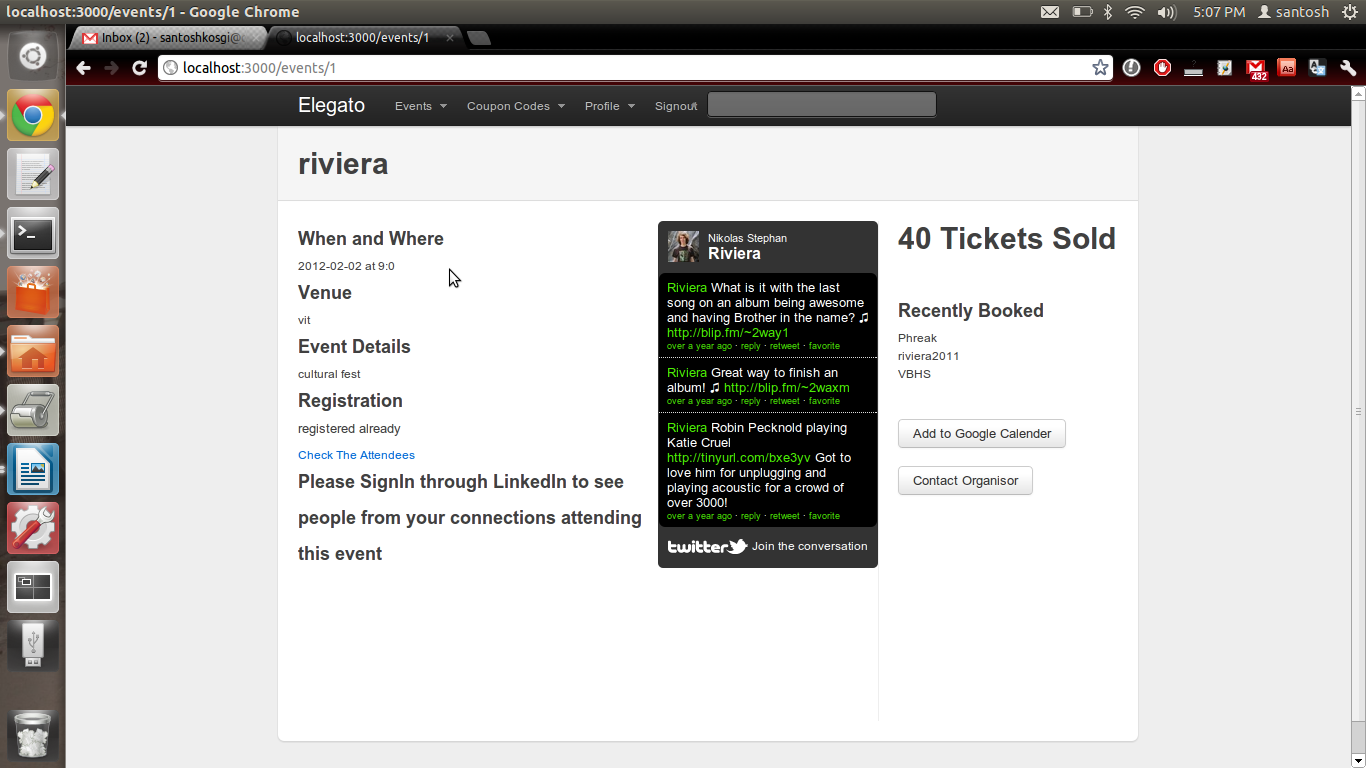 localhost:3000/events/1 - Google Chrome
5:07 PM santosh
Inbox (2) - santoshkosgi@
localhost:3000/events/1
localhost:3000/events/1
432
Aa
Elegato Events Coupon Codes Profile Signout
riviera
When and Where
2012-02-02 at 9:0
Venue
vit
Event Details
cultural fest
Registration
registered already
Check The Attendees
Please SignIn through LinkedIn to see
people from your connections attending
this event
Nikolas Stephan
Riviera
Riviera What is it with the last
song on an album being awesome
and having Brother in the name? ♫
http://blip.fm/~2way1
over a year ago · reply · retweet · favorite
Riviera Great way to finish an
album! ♫ http://blip.fm/~2waxm
over a year ago · reply · retweet · favorite
Riviera Robin Pecknold playing
Katie Cruel
http://tinyurl.com/bxe3yv Got to
love him for unplugging and
playing acoustic for a crowd of
over 3000!
over a year ago · reply · retweet · favorite
twitter Join the conversation
40 Tickets Sold
Recently Booked
Phreak
riviera2011
VBHS
Add to Google Calender
Contact Organisor